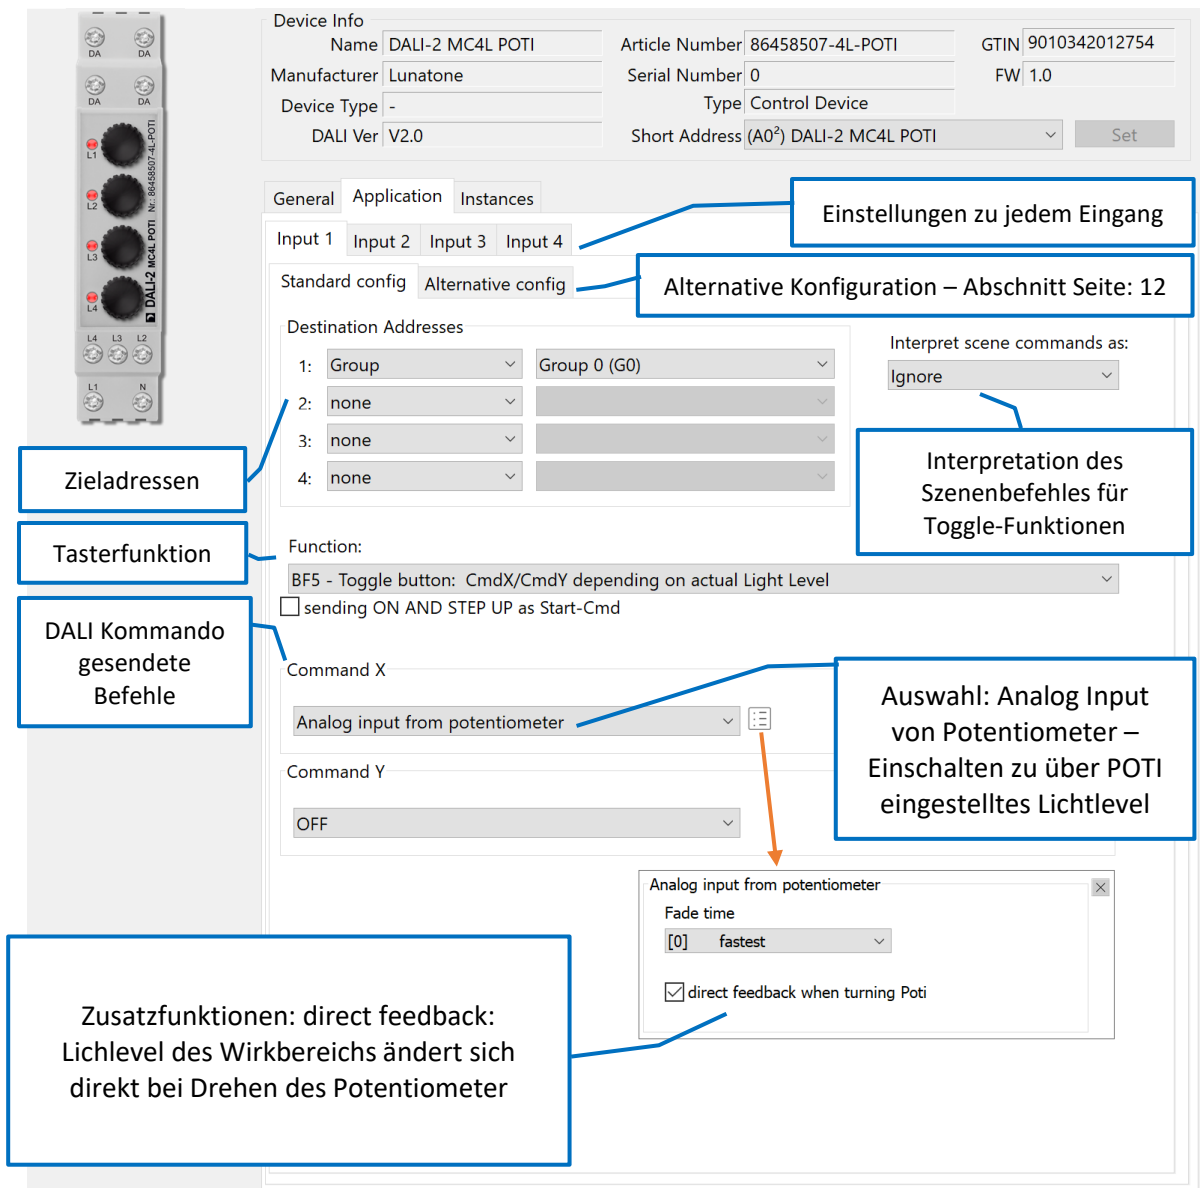 Device Info
Name DALI-2 MC4L POTI Article Number 86458507-4L-POTI GTIN 9010342012754
Manufacturer Lunatone Serial Number 0 FW 1.0
Device Type - Type Control Device
DALI Ver V2.0 Short Address (A0²) DALI-2 MC4L POTI Set
DA DA
DA DA
L1
L2
L3
L4
DALI-2 MC4L POTI Nr.: 86458507-4L-POTI
L4 L3 L2
L1 N
General Application Instances
Einstellungen zu jedem Eingang
Input 1 Input 2 Input 3 Input 4
Standard config Alternative config
Alternative Konfiguration – Abschnitt Seite: 12
Destination Addresses
Interpret scene commands as:
1: Group Group 0 (G0)
Ignore
2: none
3: none
4: none
Zieladressen
Interpretation des
Szenenbefehles für
Toggle-Funktionen
Tasterfunktion
Function:
BF5 - Toggle button: CmdX/CmdY depending on actual Light Level
sending ON AND STEP UP as Start-Cmd
DALI Kommando
gesendete
Befehle
Command X
Analog input from potentiometer
Auswahl: Analog Input
von Potentiometer –
Einschalten zu über POTI
eingestelltes Lichtlevel
Command Y
OFF
Analog input from potentiometer
Fade time
[0] fastest
direct feedback when turning Poti
Zusatzfunktionen: direct feedback:
Lichlevel des Wirkbereichs ändert sich
direkt bei Drehen des Potentiometer